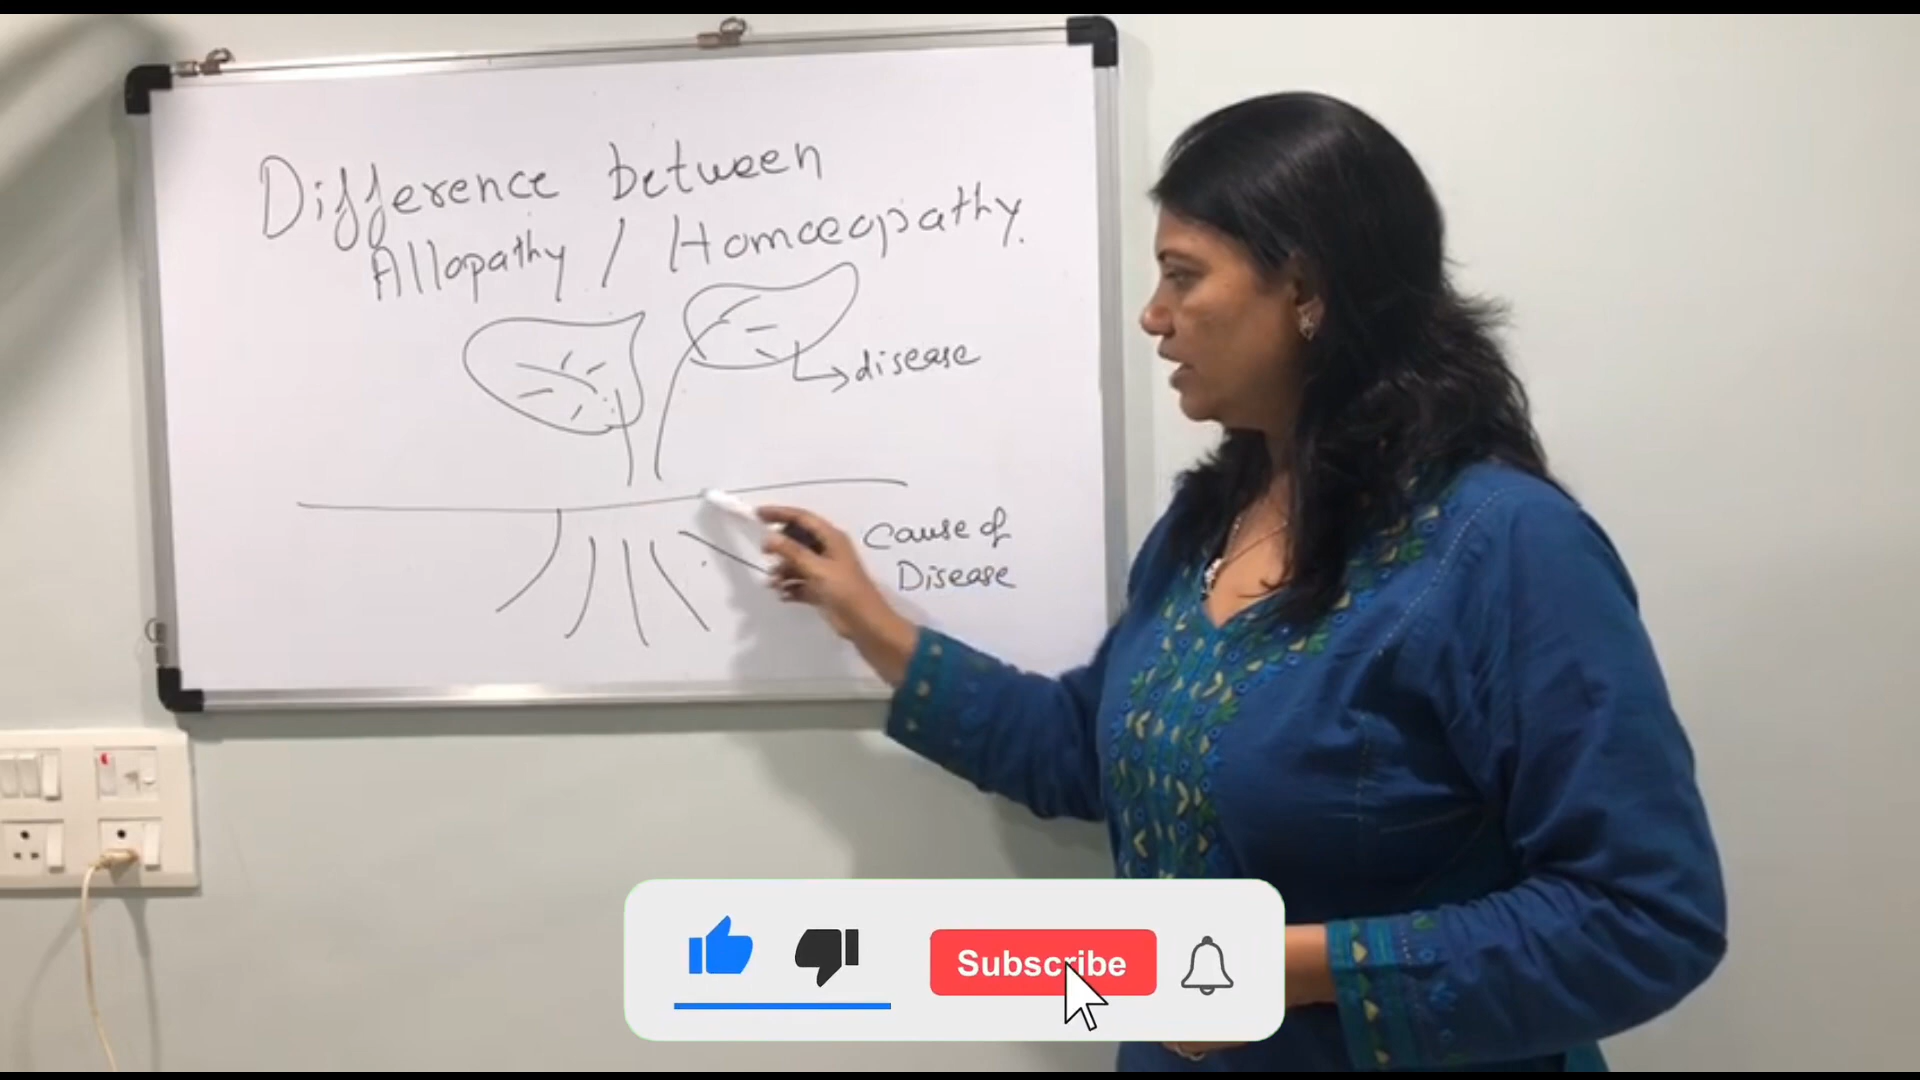 Difference between
Allopathy / Homoeopathy.
disease
Cause of
Disease
Subscribe